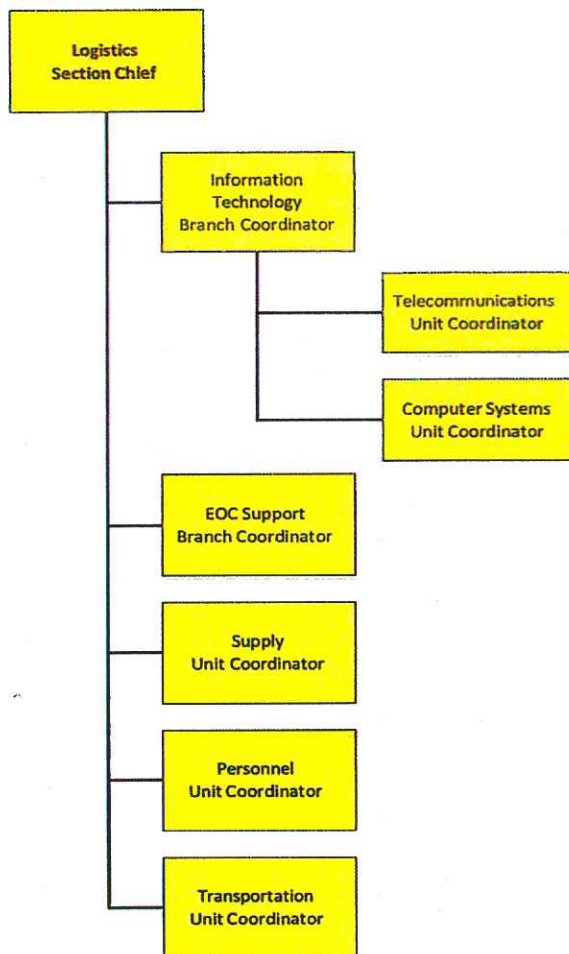 Logistics
Section Chief
Information
Technology
Branch Coordinator
Telecommunications
Unit Coordinator
Computer Systems
Unit Coordinator
EOC Support
Branch Coordinator
Supply
Unit Coordinator
Personnel
Unit Coordinator
Transportation
Unit Coordinator